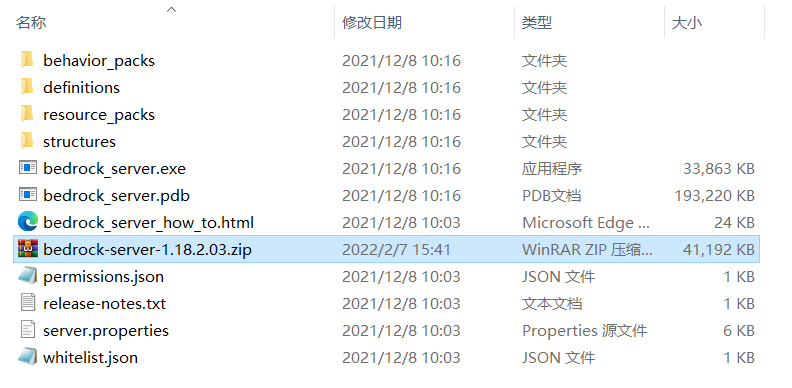 名称 修改日期 类型 大小
behavior_packs 2021/12/8 10:16 文件夹
definitions 2021/12/8 10:16 文件夹
resource_packs 2021/12/8 10:16 文件夹
structures 2021/12/8 10:16 文件夹
bedrock_server.exe 2021/12/8 10:16 应用程序 33,863 KB
bedrock_server.pdb 2021/12/8 10:16 PDB文档 193,220 KB
bedrock_server_how_to.html 2021/12/8 10:03 Microsoft Edge ... 24 KB
bedrock-server-1.18.2.03.zip 2022/2/7 15:41 WinRAR ZIP 压缩... 41,192 KB
permissions.json 2021/12/8 10:03 JSON 文件 1 KB
release-notes.txt 2021/12/8 10:03 文本文档 1 KB
server.properties 2021/12/8 10:03 Properties 源文件 6 KB
whitelist.json 2021/12/8 10:03 JSON 文件 1 KB